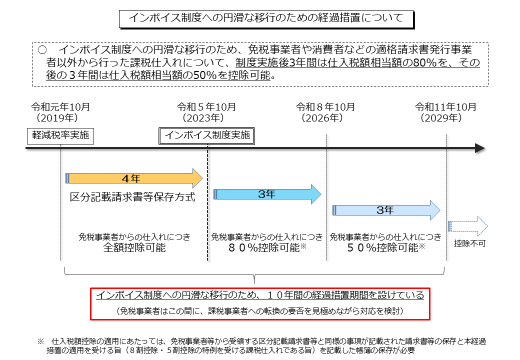 インボイス制度への円滑な移行のための経過措置について
○ インボイス制度への円滑な移行のため、免税事業者や消費者などの適格請求書発行事業
者以外から行った課税仕入れについて、制度実施後3年間は仕入税額相当額の80%を、その
後の3年間は仕入税額相当額の50%を控除可能。
令和元年10月 令和5年10月 令和8年10月 令和11年10月
（2019年） （2023年） （2026年） （2029年）
軽減税率実施 インボイス制度実施
4年
区分記載請求書等保存方式
3年
3年
免税事業者からの仕入れにつき 免税事業者からの仕入れにつき 免税事業者からの仕入れにつき
全額控除可能 80%控除可能※ 50%控除可能※
控除不可
インボイス制度への円滑な移行のため、10年間の経過措置期間を設けている
（免税事業者はこの間に、課税事業者への転換の要否を見極めながら対応を検討）
※ 仕入税額控除の適用にあたっては、免税事業者等から受領する区分記載請求書等と同様の事項が記載された請求書等の保存と本経過
措置の適用を受ける旨（8割控除・5割控除の特例を受ける課税仕入れである旨）を記載した帳簿の保存が必要